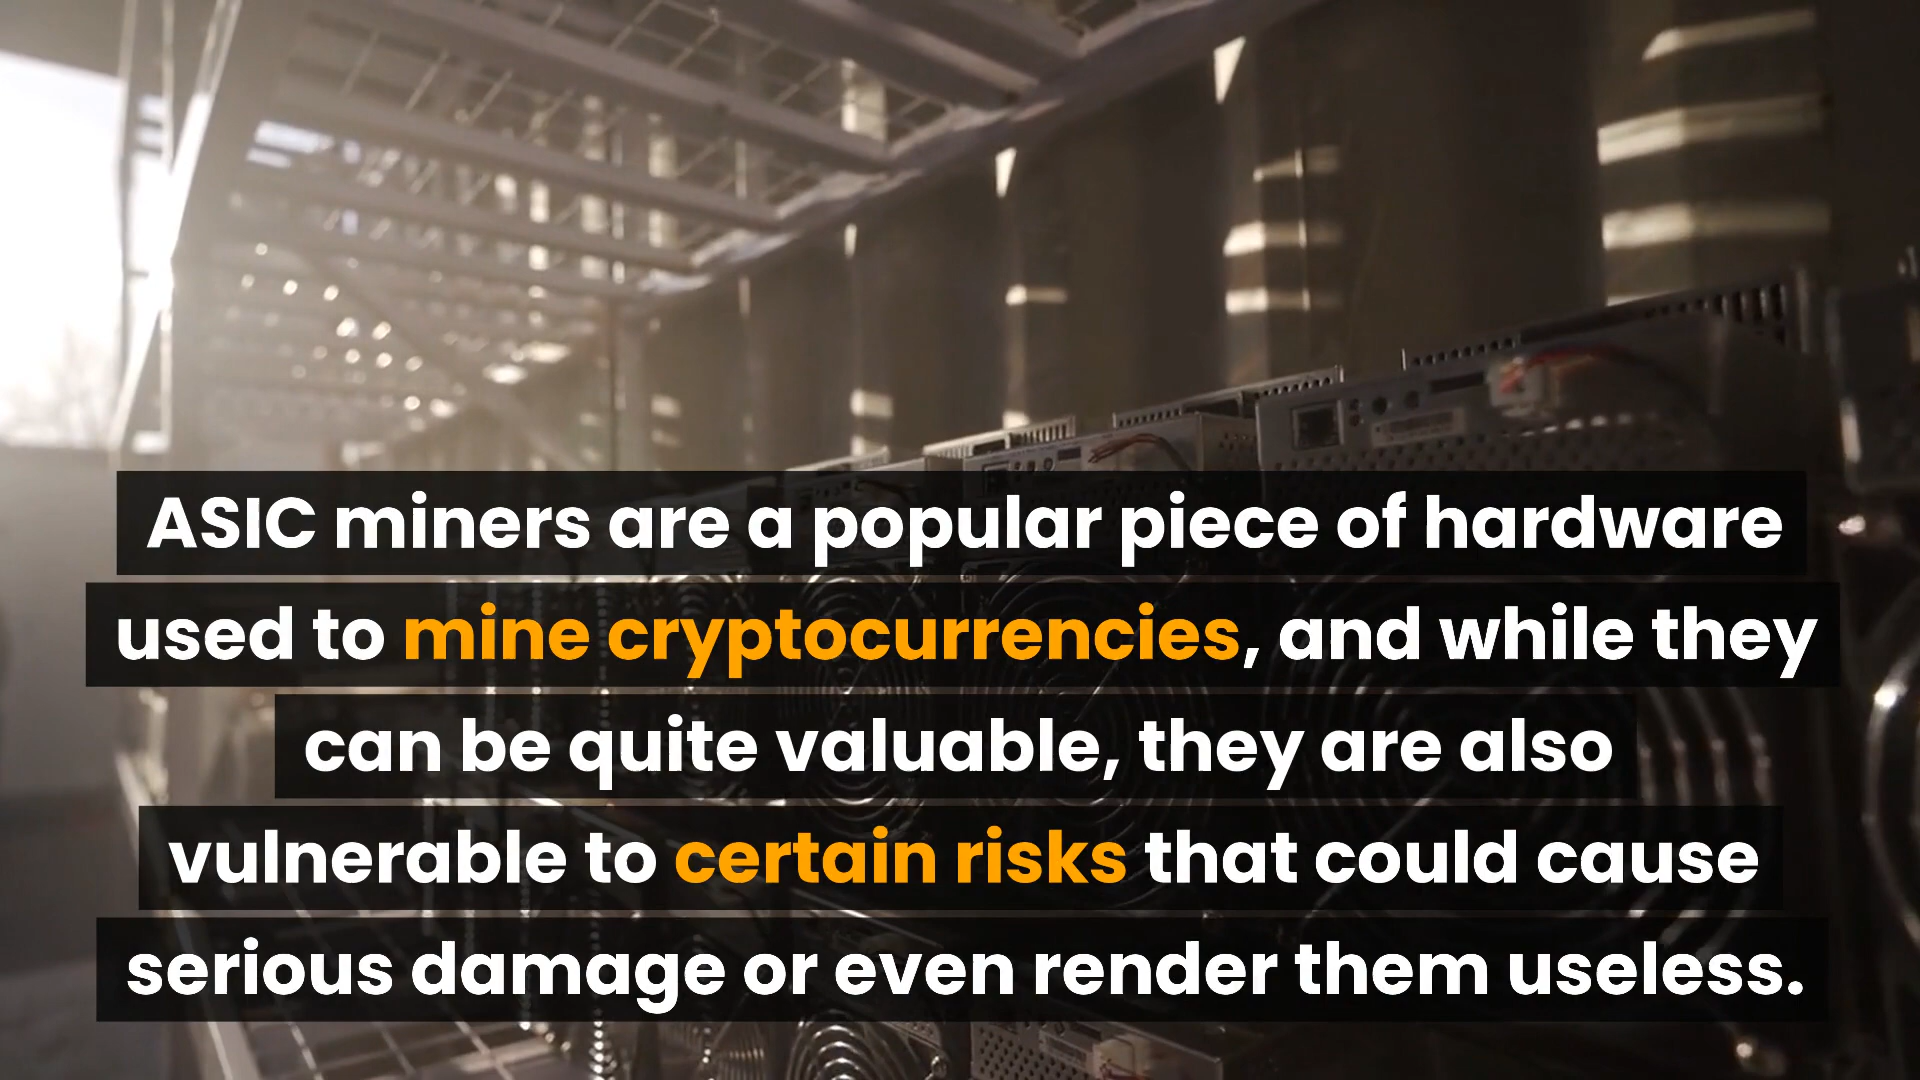 ASIC miners are a popular piece of hardware
used to mine cryptocurrencies, and while they
can be quite valuable, they are also
vulnerable to certain risks that could cause
serious damage or even render them useless.